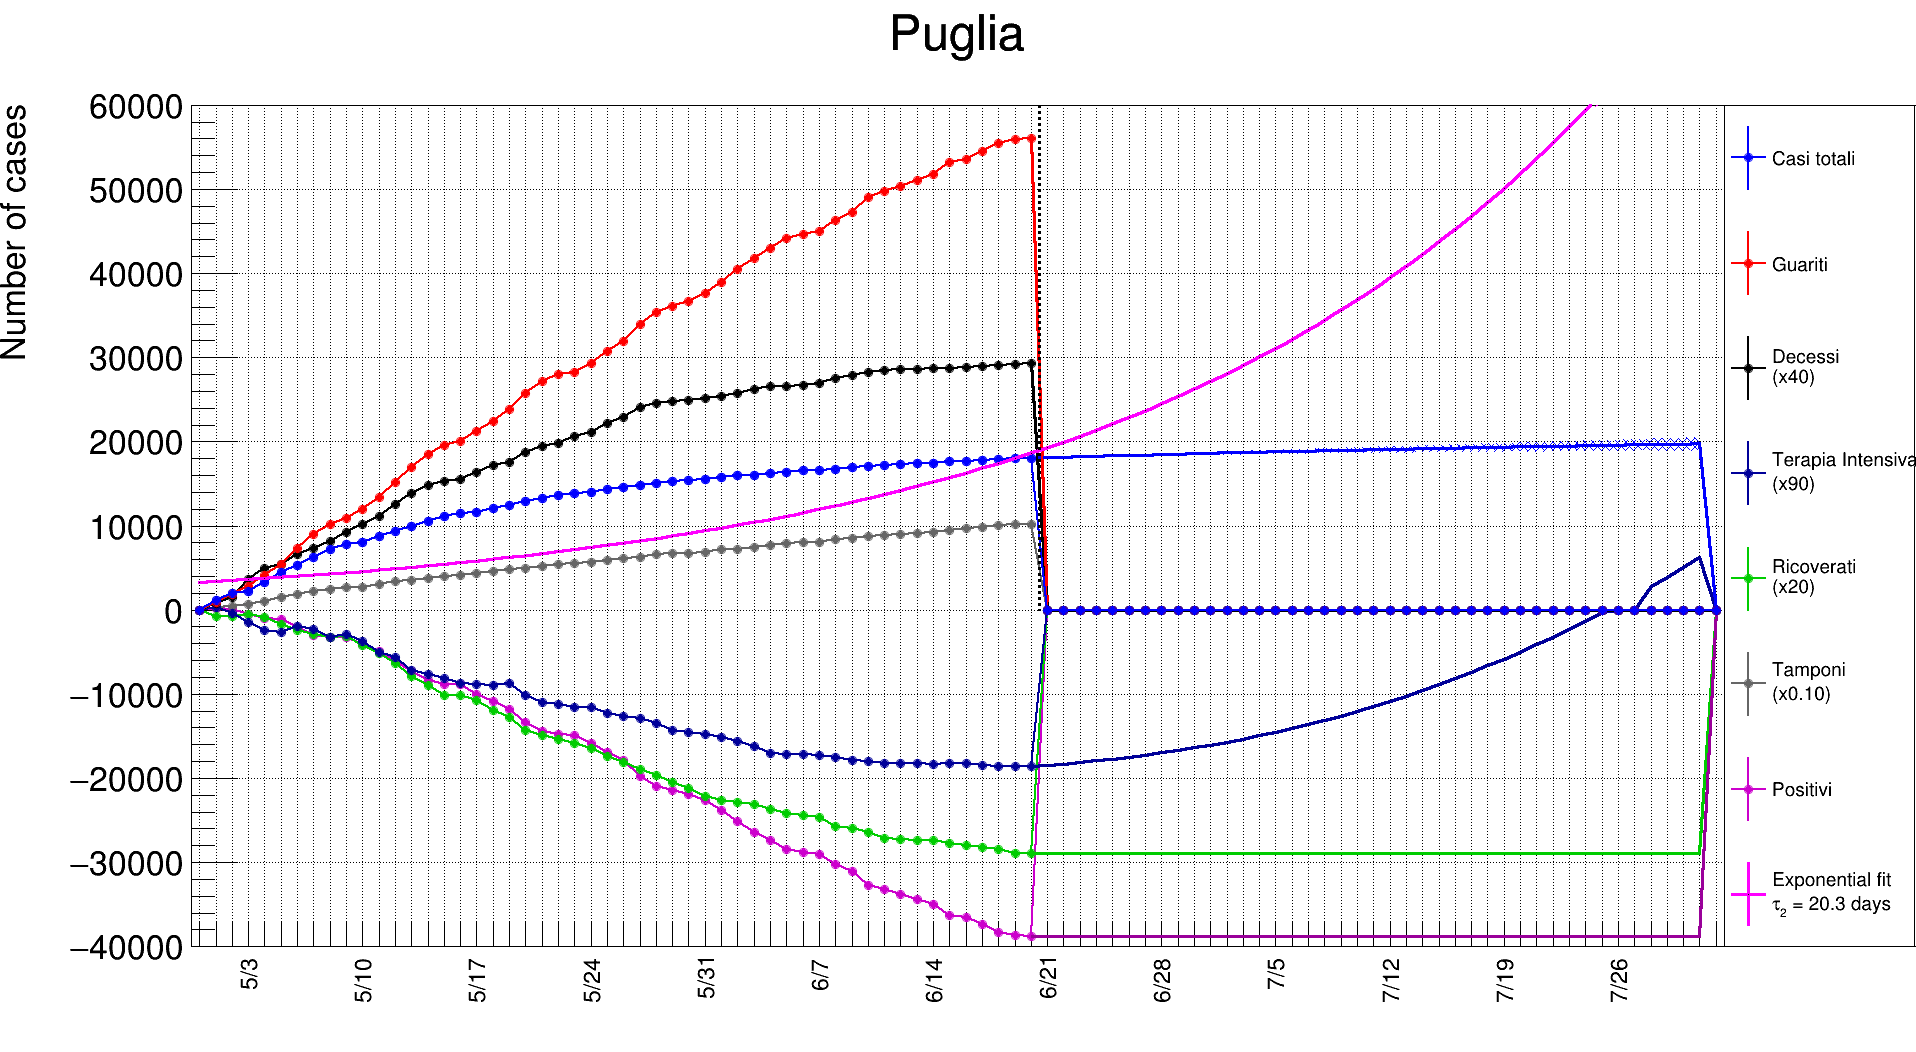 Puglia
Number of cases
60000
50000
40000
30000
20000
10000
0
−10000
−20000
−30000
−40000
5/3
5/10
5/17
5/24
5/31
6/7
6/14
6/21
6/28
7/5
7/12
7/19
7/26
Casi totali
Guariti
Decessi
(x40)
Terapia Intensiva
(x90)
Ricoverati
(x20)
Tamponi
(x0.10)
Positivi
Exponential fit
τ₂ = 20.3 days